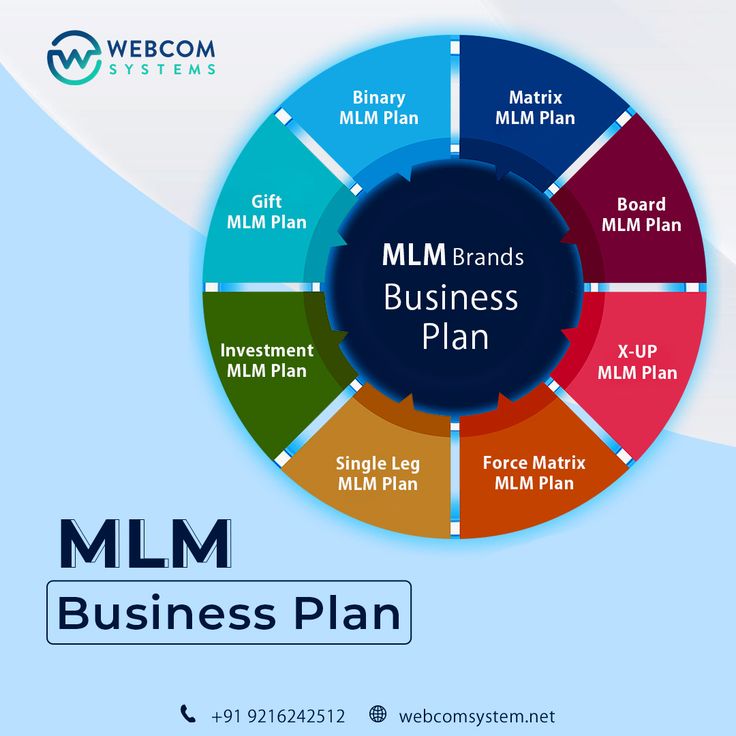 WEBCOM
SYSTEMS
Binary
MLM Plan
Matrix
MLM Plan
Board
MLM Plan
X-UP
MLM Plan
Force Matrix
MLM Plan
Single Leg
MLM Plan
Investment
MLM Plan
Gift
MLM Plan
MLM Brands
Business
Plan
MLM
Business Plan
+91 9216242512
webcomsystem.net